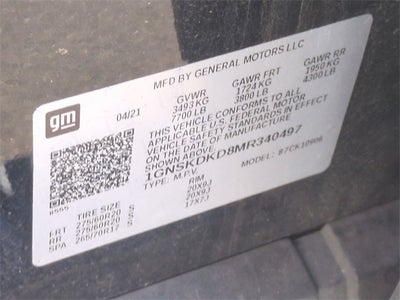 MFD BY GENERAL MOTORS LLC
gm
04/21
GVWR GAWR FRT GAWR RR
3493 KG 1724 KG 1950 KG
7700 LB 3800 LB 4300 LB
THIS VEHICLE CONFORMS TO ALL
APPLICABLE U.S. FEDERAL MOTOR
VEHICLE SAFETY STANDARDS IN EFFECT
ON THE DATE OF MANUFACTURE
1GNSKDKD8MR340497
TYPE: M.P.V. MODEL: B7CK10906
8555
TIRE SIZE RIM
FRT 275/60R20 S 20X9J
RR 275/60R20 S 20X9J
SPA 265/70R17 S 17X7J